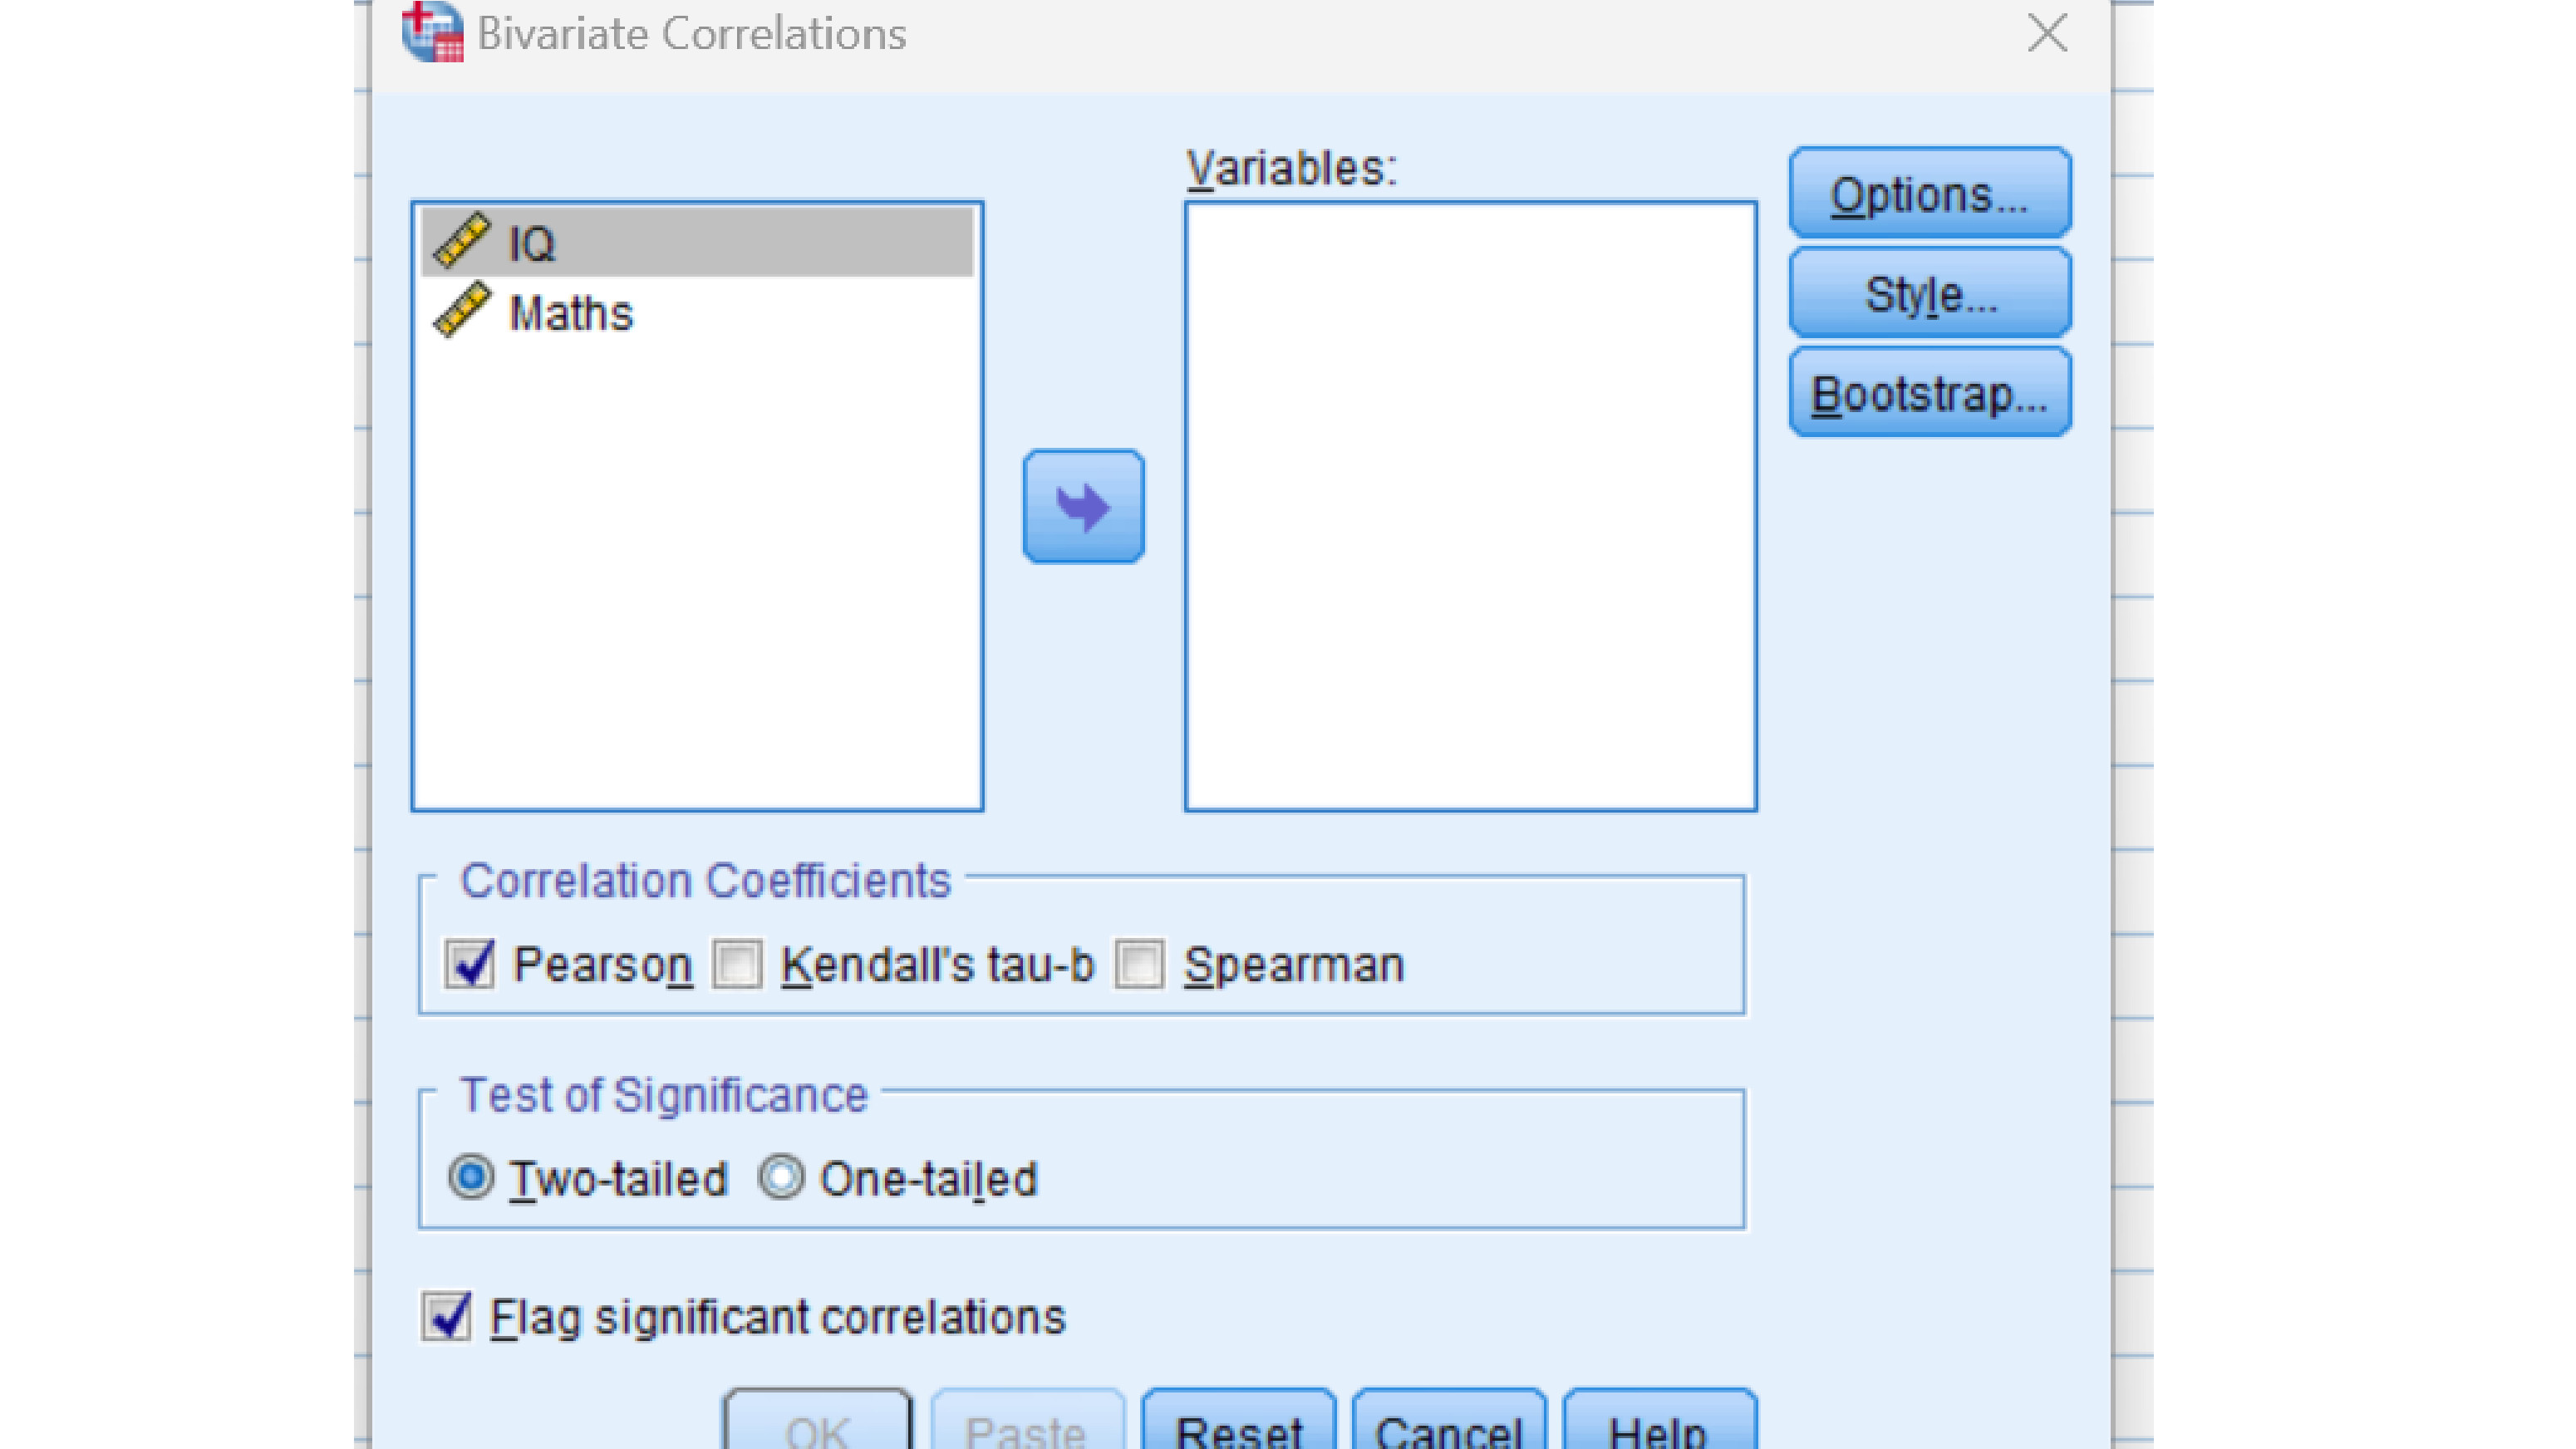 Bivariate Correlations
Variables:
IQ
Maths
Options...
Style...
Bootstrap...
Correlation Coefficients
Pearson Kendall's tau-b Spearman
Test of Significance
Two-tailed One-tailed
Flag significant correlations
OK Paste Reset Cancel Help